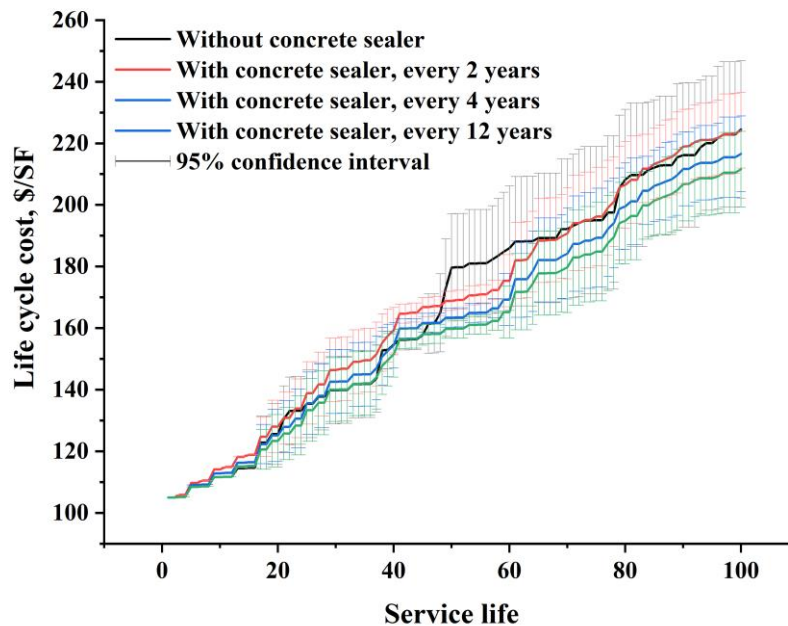 260
240
220
200
180
160
140
120
100
Life cycle cost, $/SF
Without concrete sealer
With concrete sealer, every 2 years
With concrete sealer, every 4 years
With concrete sealer, every 12 years
95% confidence interval
0 20 40 60 80 100
Service life